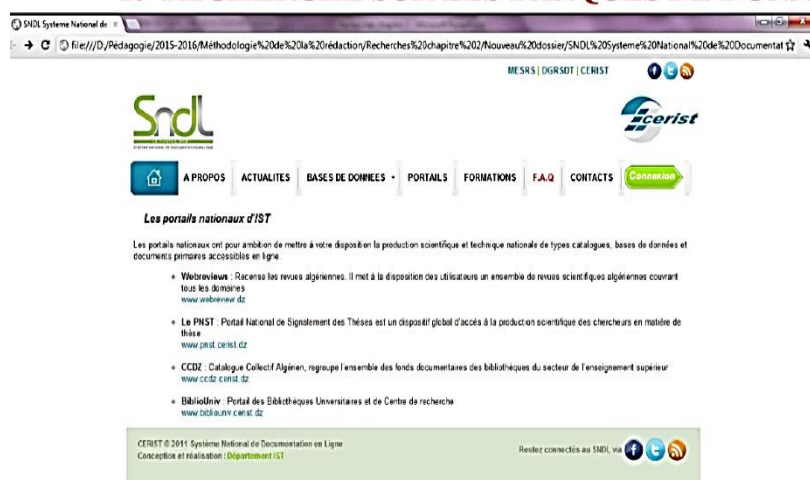 SNDL Systeme National de
file:///D:/Pédagogie/2015-2016/Méthodologie%20de%20la%20rédaction/Recherches%20chapitre%202/Nouveau%20dossier/SNDL%20Systeme%20National%20de%20Documentat
MESRS | DGRSDT | CERIST
SndL
cerist
A PROPOS ACTUALITES BASES DE DONNEES PORTAILS FORMATIONS F.A.Q CONTACTS Connexion
Les portails nationaux d'IST
Les portails nationaux ont pour ambition de mettre à votre disposition la production scientifique et technique nationale de types catalogues, bases de données et
documents primaires accessibles en ligne.
Webreviews : Recense les revues algériennes. Il met à la disposition des utilisateurs un ensemble de revues scientifiques algériennes couvrant
tous les domaines
www.webreview.dz
Le PNST : Portail National de Signalement des Thèses est un dispositif global d'accès à la production scientifique des chercheurs en matière de
thèse
www.pnst.cerist.dz
CCDZ : Catalogue Collectif Algérien, regroupe l'ensemble des fonds documentaires des bibliothèques du secteur de l'enseignement supérieur
www.ccdz.cerist.dz
BiblioUniv : Portail des Bibliothèques Universitaires et de Centre de recherche
www.bibliouniv.cerist.dz
CERIST © 2011 Système National de Documentation en Ligne
Conception et réalisation : Département IST
Restez connectés au SNDL via